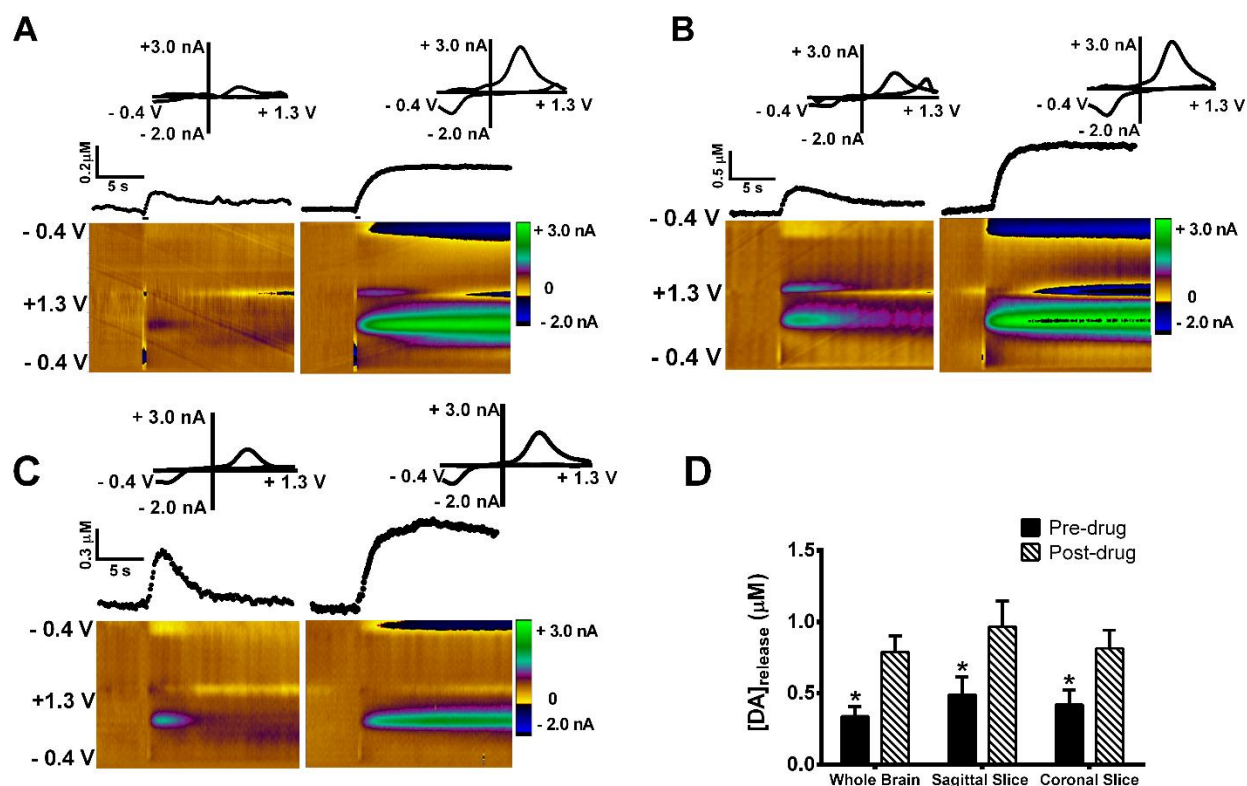 A
+3.0 nA
- 0.4 V
+ 1.3 V
- 2.0 nA
+ 3.0 nA
- 0.4 V
+ 1.3 V
- 2.0 nA
0.2 µM
5 s
- 0.4 V
+1.3 V
- 0.4 V
+ 3.0 nA
0
- 2.0 nA
B
+ 3.0 nA
- 0.4 V
+ 1.3 V
- 2.0 nA
+ 3.0 nA
- 0.4 V
+ 1.3 V
- 2.0 nA
0.5 µM
5 s
- 0.4 V
+1.3 V
- 0.4 V
+ 3.0 nA
0
- 2.0 nA
C
+ 3.0 nA
- 0.4 V
+ 1.3 V
- 2.0 nA
+ 3.0 nA
- 0.4 V
+ 1.3 V
- 2.0 nA
0.3 µM
5 s
- 0.4 V
+1.3 V
- 0.4 V
+ 3.0 nA
0
- 2.0 nA
D
Pre-drug
Post-drug
[DA]release (µM)
1.5
1.0
0.5
0.0
* * *
Whole Brain Sagittal Slice Coronal Slice